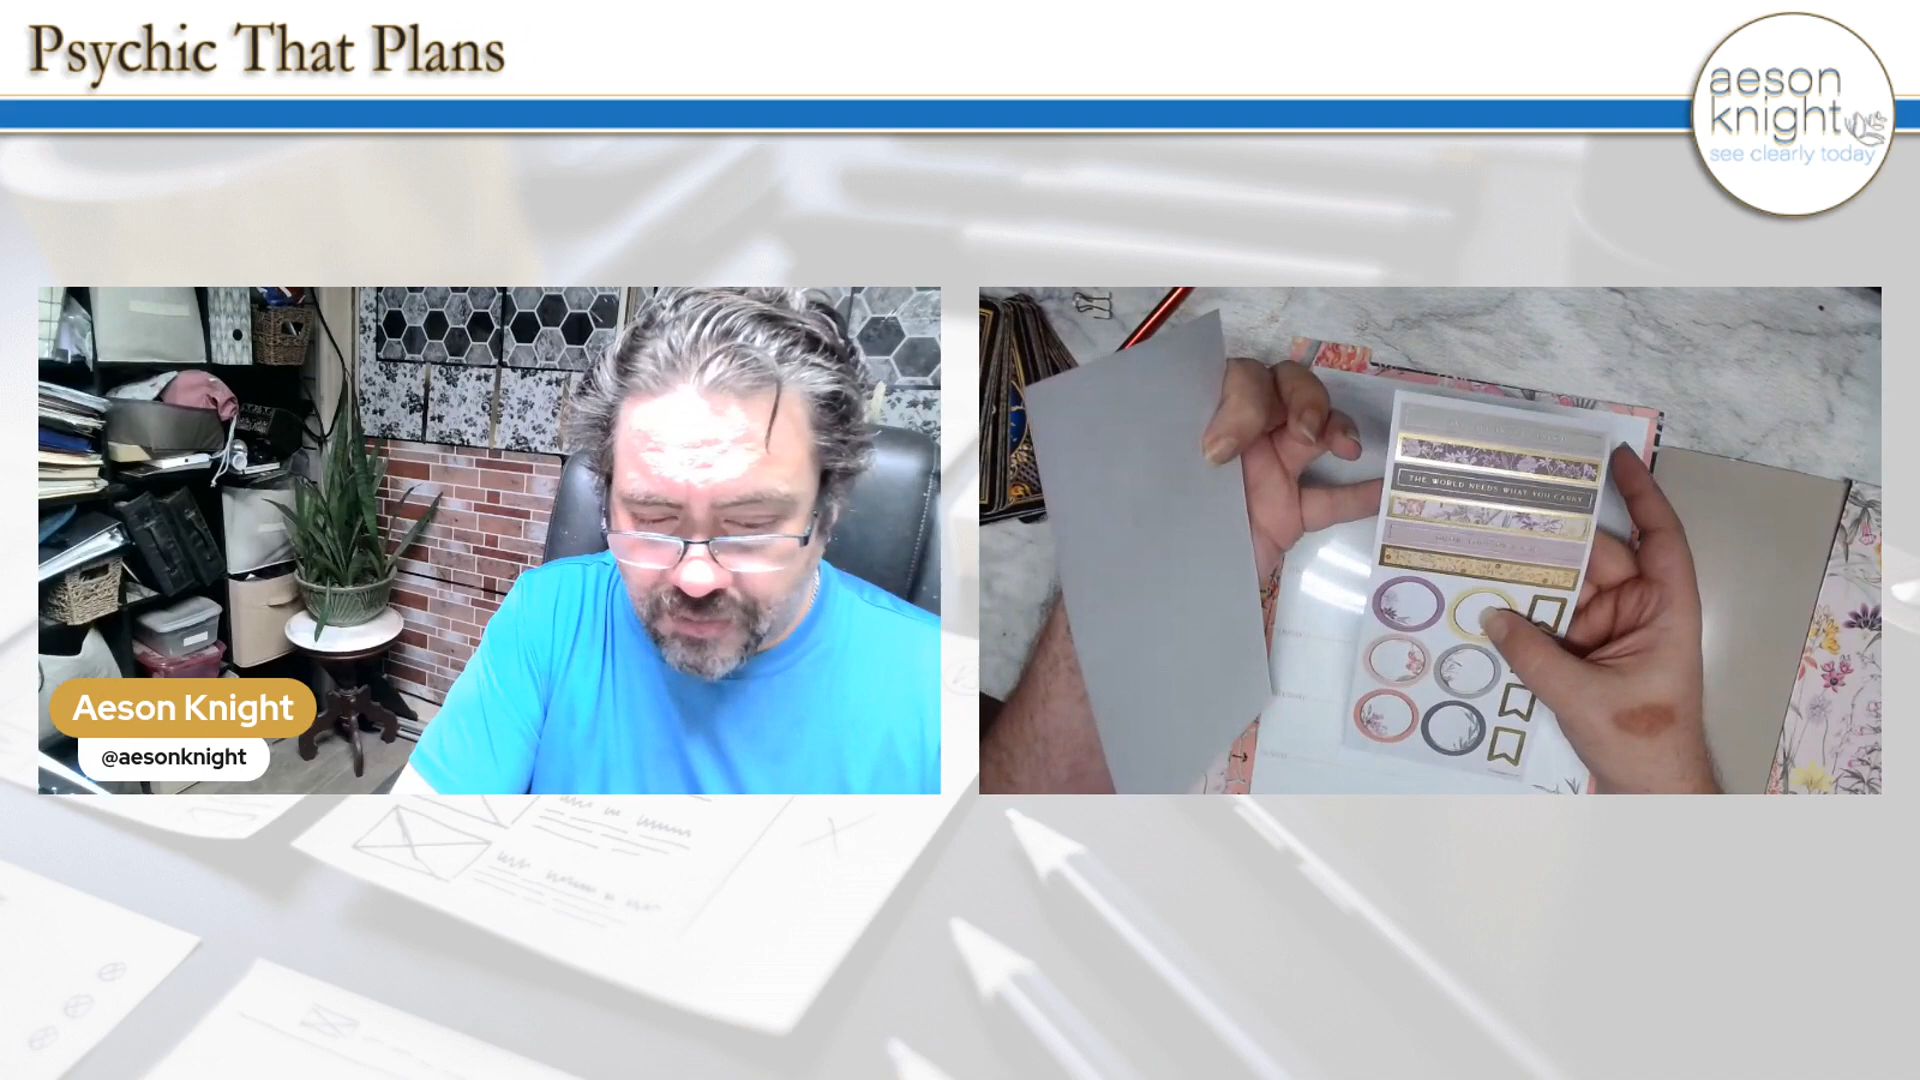 Psychic That Plans
aeson
knight
see clearly today
THE WORLD NEEDS WHAT YOU CARRY
Aeson Knight
@aesonknight